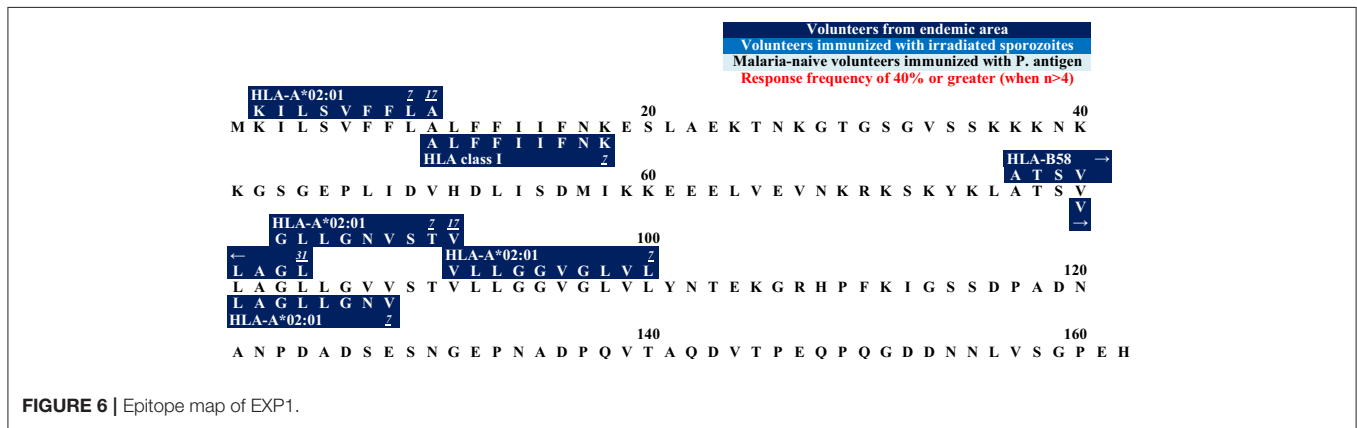 Volunteers from endemic area
Volunteers immunized with irradiated sporozoites
Malaria-naive volunteers immunized with P. antigen
Response frequency of 40% or greater (when n>4)
HLA-A*02:01 7 17
K I L S V F F L A
20 40
M K I L S V F F L A L F F I I F N K E S L A E K T N K G T G S G V S S K K K N K
A L F F I I F N K
HLA class I 7
HLA-B58 →
60 A T S V
K G S G E P L I D V H D L I S D M I K K E E E L V E V N K R K S K Y K L A T S V
V
→
HLA-A*02:01 7 17
G L L G N V S T V
100
← 31 HLA-A*02:01 7
L A G L V L L G G V G L V L
120
L A G L L G V V S T V L L G G V G L V L Y N T E K G R H P F K I G S S D P A D N
L A G L L G N V
HLA-A*02:01 7
140 160
A N P D A D S E S N G E P N A D P Q V T A Q D V T P E Q P Q G D D N N L V S G P E H
FIGURE 6 | Epitope map of EXP1.